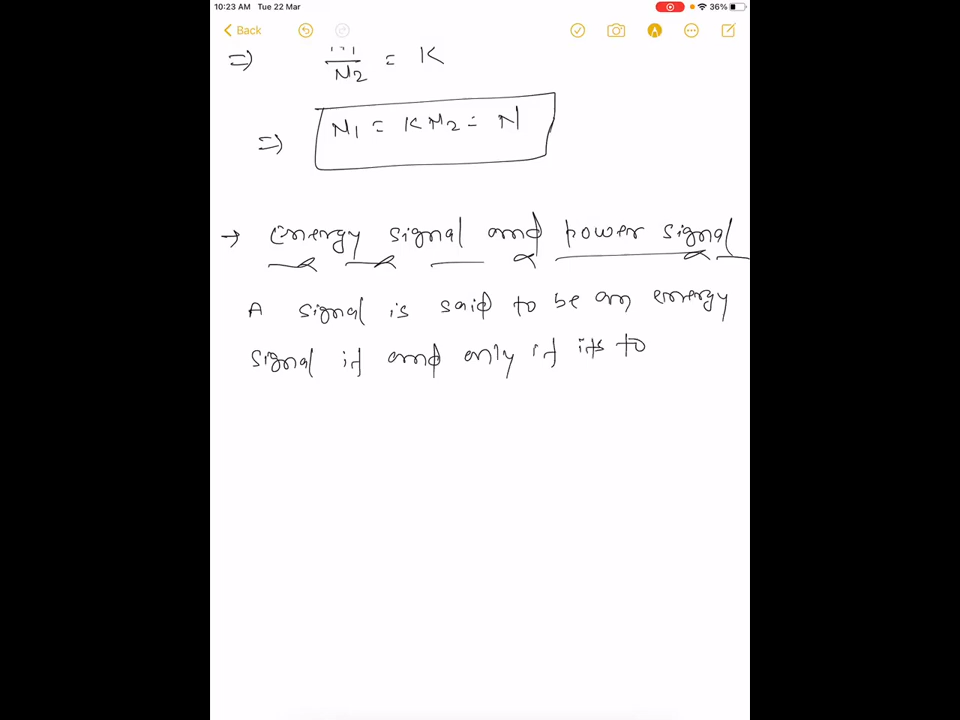 10:23 AM Tue 22 Mar
36%
Back
=> N1/N2 = K
=> N1 = KN2 = N
→ Energy signal and power signal
A signal is said to be an energy
signal if and only if its to